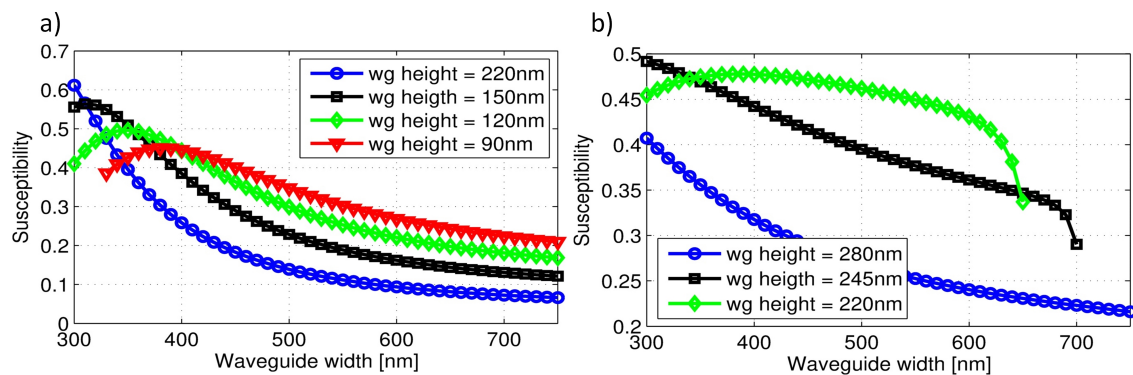 a)
0.7
0.6
0.5
0.4
0.3
0.2
0.1
0
Susceptibility
300 400 500 600 700
Waveguide width [nm]
wg height = 220nm
wg heigth = 150nm
wg height = 120nm
wg height = 90nm
b)
0.5
0.45
0.4
0.35
0.3
0.25
0.2
Susceptibility
300 400 500 600 700
Waveguide width [nm]
wg height = 280nm
wg heigth = 245nm
wg height = 220nm